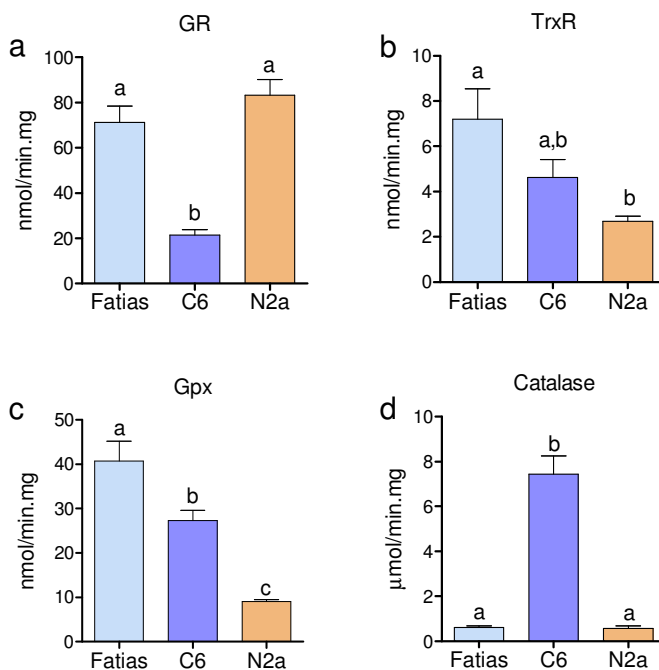 a
GR
nmol/min.mg
100
80
60
40
20
0
a
b
a
Fatias C6 N2a
b
TrxR
nmol/min.mg
10
8
6
4
2
0
a
a,b
b
Fatias C6 N2a
c
Gpx
nmol/min.mg
50
40
30
20
10
0
a
b
c
Fatias C6 N2a
d
Catalase
µmol/min.mg
10
8
6
4
2
0
a
b
a
Fatias C6 N2a